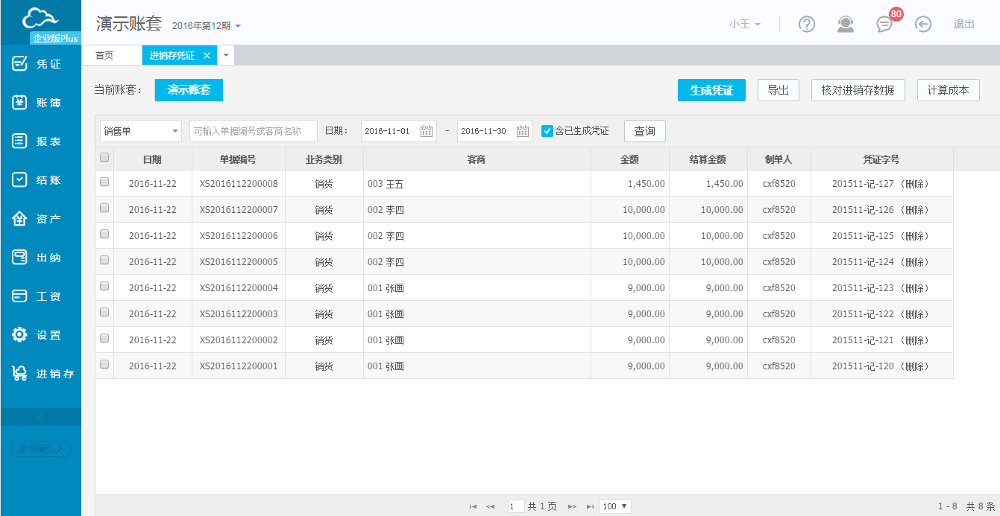 企业版Plus
凭证
账簿
报表
结账
资产
出纳
工资
设置
进销存
新手指引
演示账套 2016年第12期 小王 80 退出
首页 进销存凭证
当前账套： 演示账套 生成凭证 导出 核对进销存数据 计算成本
销售单 可输入单据编号或客商名称 日期： 2016-11-01 - 2016-11-30 含已生成凭证 查询
日期 单据编号 业务类别 客商 金额 结算金额 制单人 凭证字号
2016-11-22 XS2016112200008 销货 003 王五 1,450.00 1,450.00 cxf8520 201511-记-127 （删除）
2016-11-22 XS2016112200007 销货 002 李四 10,000.00 10,000.00 cxf8520 201511-记-126 （删除）
2016-11-22 XS2016112200006 销货 002 李四 10,000.00 10,000.00 cxf8520 201511-记-125 （删除）
2016-11-22 XS2016112200005 销货 002 李四 10,000.00 10,000.00 cxf8520 201511-记-124 （删除）
2016-11-22 XS2016112200004 销货 001 张画 9,000.00 9,000.00 cxf8520 201511-记-123 （删除）
2016-11-22 XS2016112200003 销货 001 张画 9,000.00 9,000.00 cxf8520 201511-记-122 （删除）
2016-11-22 XS2016112200002 销货 001 张画 9,000.00 9,000.00 cxf8520 201511-记-121 （删除）
2016-11-22 XS2016112200001 销货 001 张画 9,000.00 9,000.00 cxf8520 201511-记-120 （删除）
1 共 1 页 100 1 - 8 共 8 条